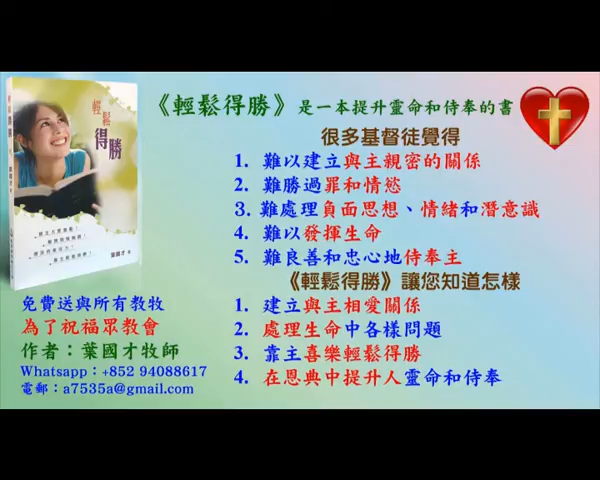 《輕鬆得勝》是一本提升靈命和侍奉的書
很多基督徒覺得
1. 難以建立與主親密的關係
2. 難勝過罪和情慾
3. 難處理負面思想、情緒和潛意識
4. 難以發揮生命
5. 難良善和忠心地侍奉主
《輕鬆得勝》讓您知道怎樣
1. 建立與主相愛關係
2. 處理生命中各樣問題
3. 靠主喜樂輕鬆得勝
4. 在恩典中提升人靈命和侍奉
輕鬆
得勝
輕鬆得勝
葉國才
免費送與所有教牧
為了祝福眾教會
作者：葉國才牧師
Whatsapp：+852 94088617
電郵：a7535a@gmail.com